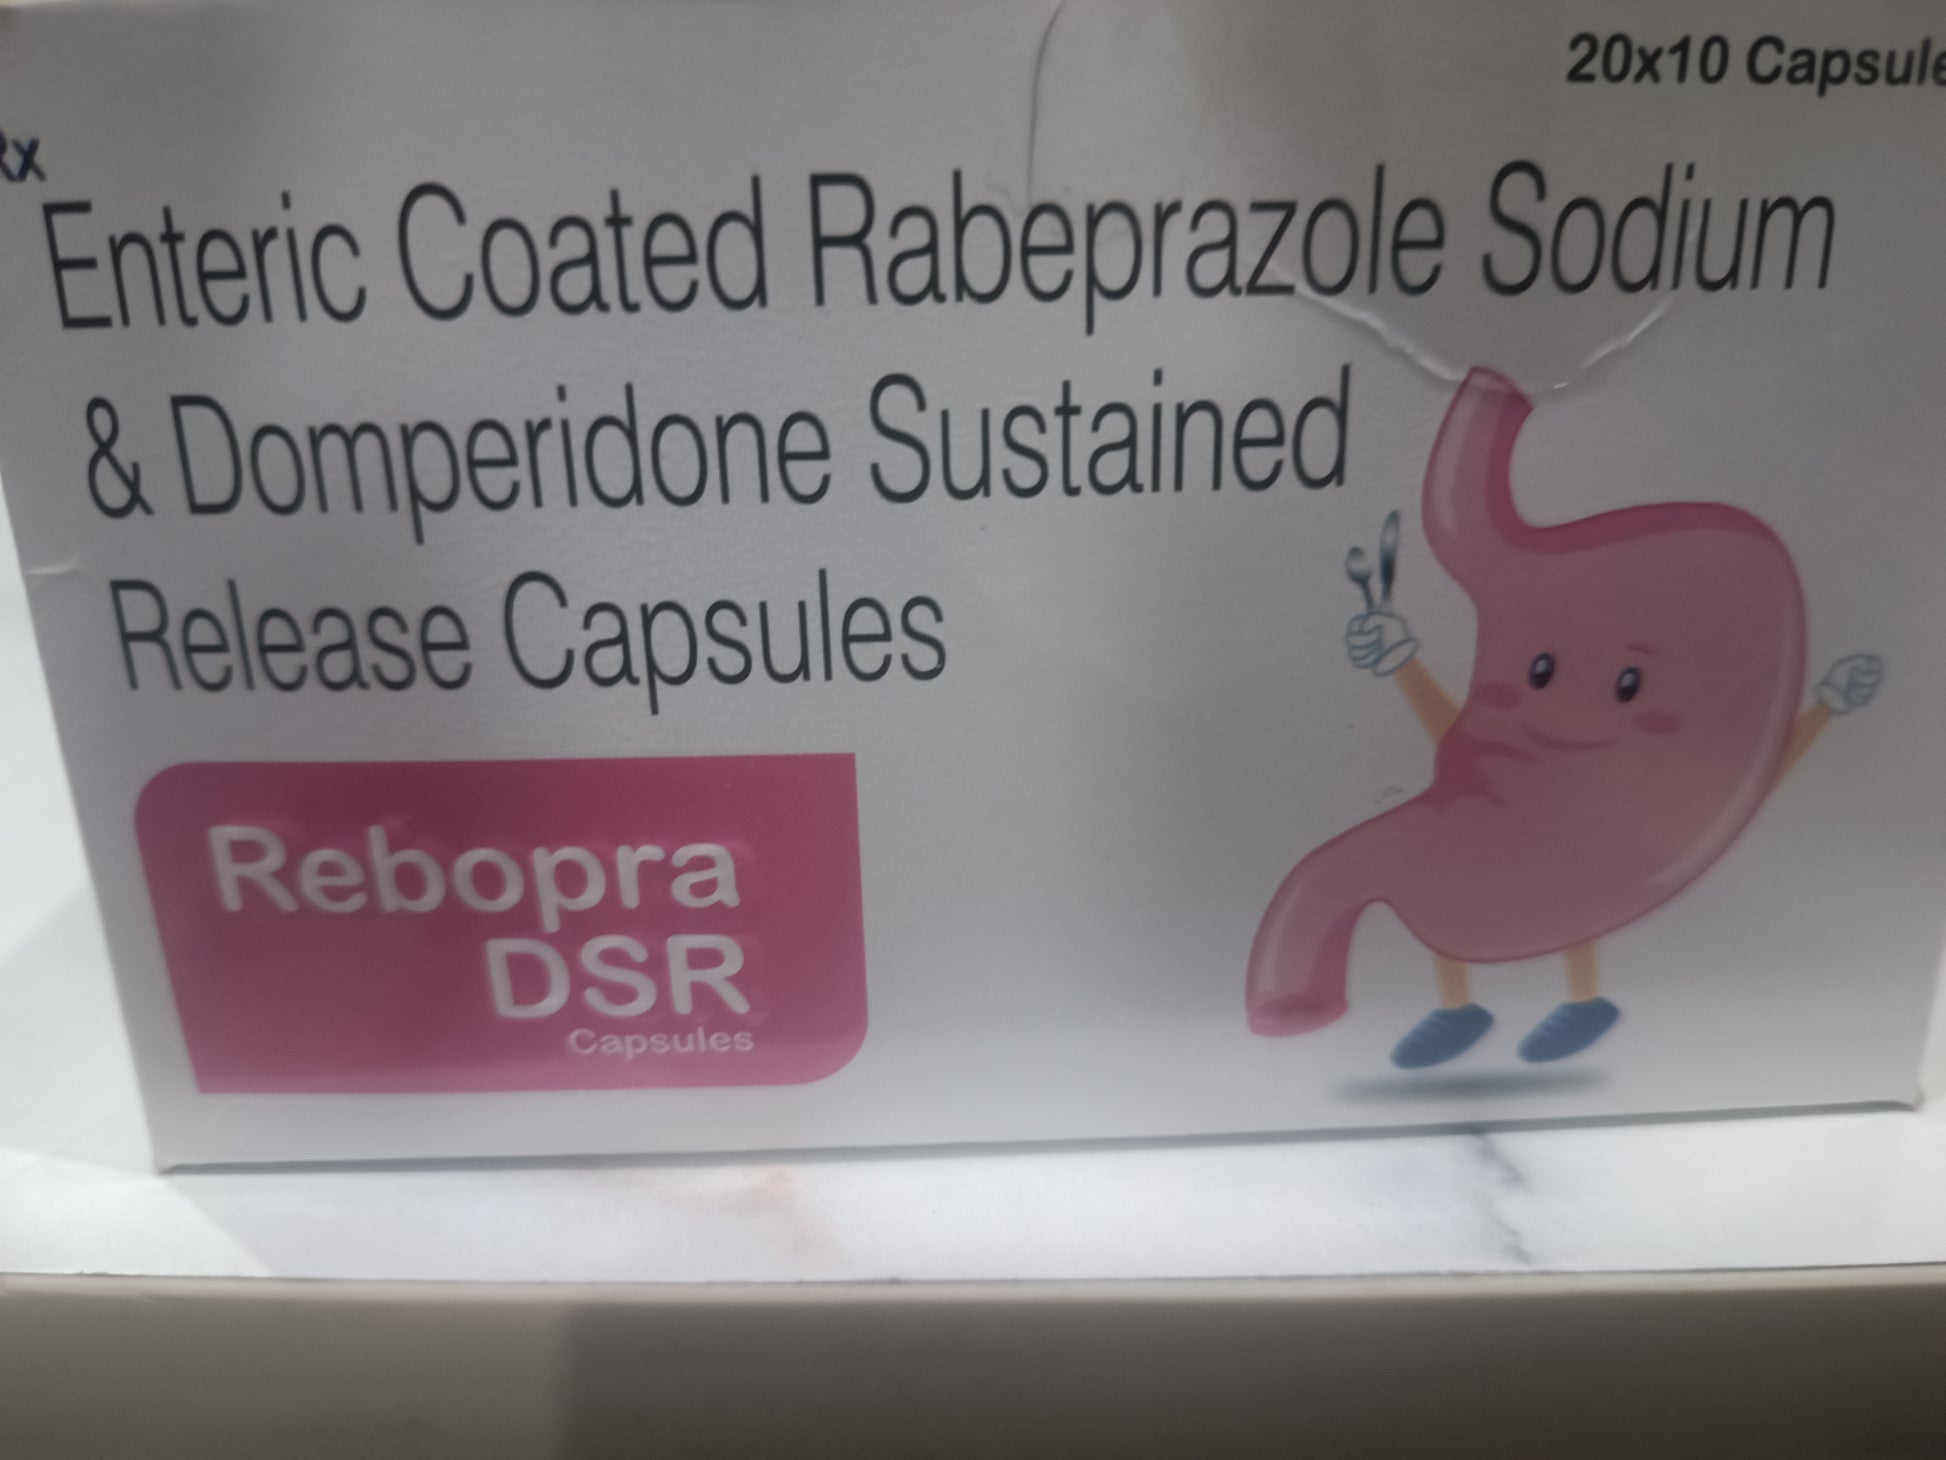 20x10 Capsule
Rx
Enteric Coated Rabeprazole Sodium
& Domperidone Sustained
Release Capsules
Rebopra
DSR
Capsules